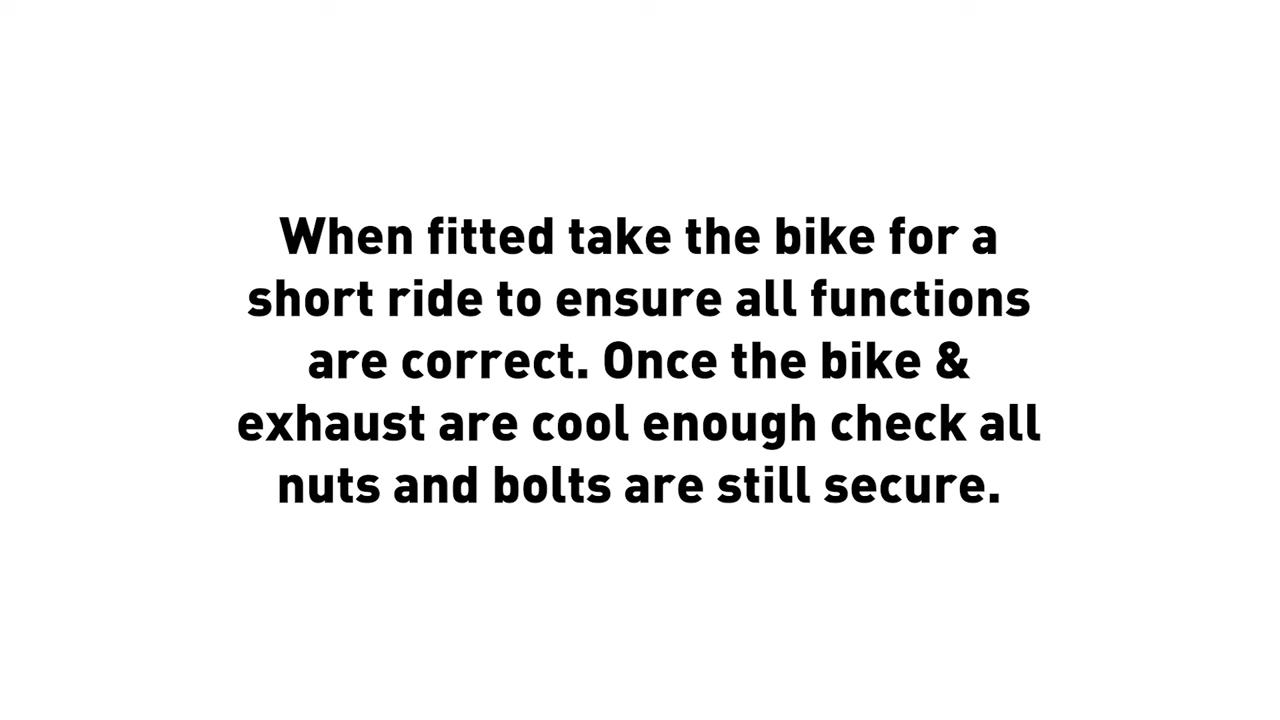 When fitted take the bike for a
short ride to ensure all functions
are correct. Once the bike &
exhaust are cool enough check all
nuts and bolts are still secure.